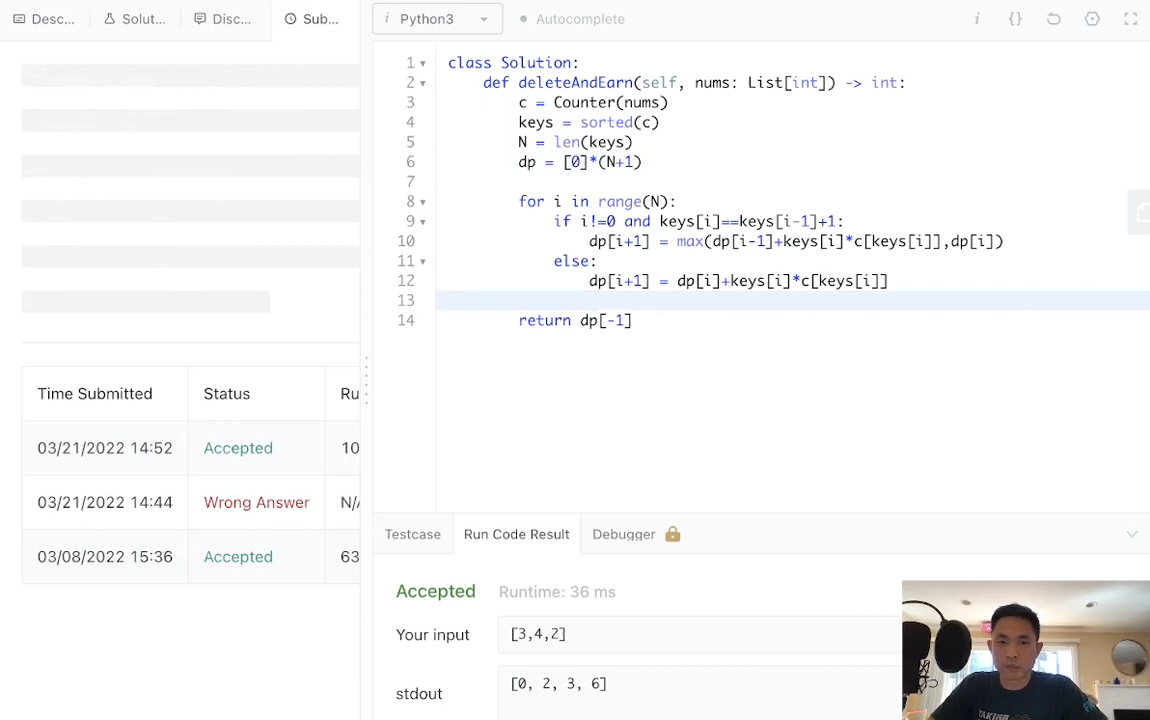 Desc... Solut... Disc... Sub...
i Python3 Autocomplete i {}
1 class Solution:
2 def deleteAndEarn(self, nums: List[int]) -> int:
3 c = Counter(nums)
4 keys = sorted(c)
5 N = len(keys)
6 dp = [0]*(N+1)
7
8 for i in range(N):
9 if i!=0 and keys[i]==keys[i-1]+1:
10 dp[i+1] = max(dp[i-1]+keys[i]*c[keys[i]],dp[i])
11 else:
12 dp[i+1] = dp[i]+keys[i]*c[keys[i]]
13
14 return dp[-1]
Time Submitted Status Ru
03/21/2022 14:52 Accepted 10
03/21/2022 14:44 Wrong Answer N/
03/08/2022 15:36 Accepted 63
Testcase Run Code Result Debugger
Accepted Runtime: 36 ms
Your input [3,4,2]
stdout [0, 2, 3, 6]